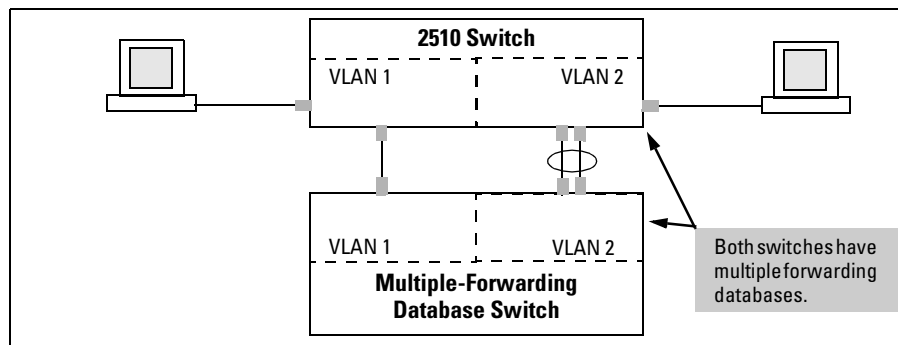 2510 Switch
VLAN 1
VLAN 2
VLAN 1
VLAN 2
Multiple-Forwarding
Database Switch
Both switches have
multiple forwarding
databases.